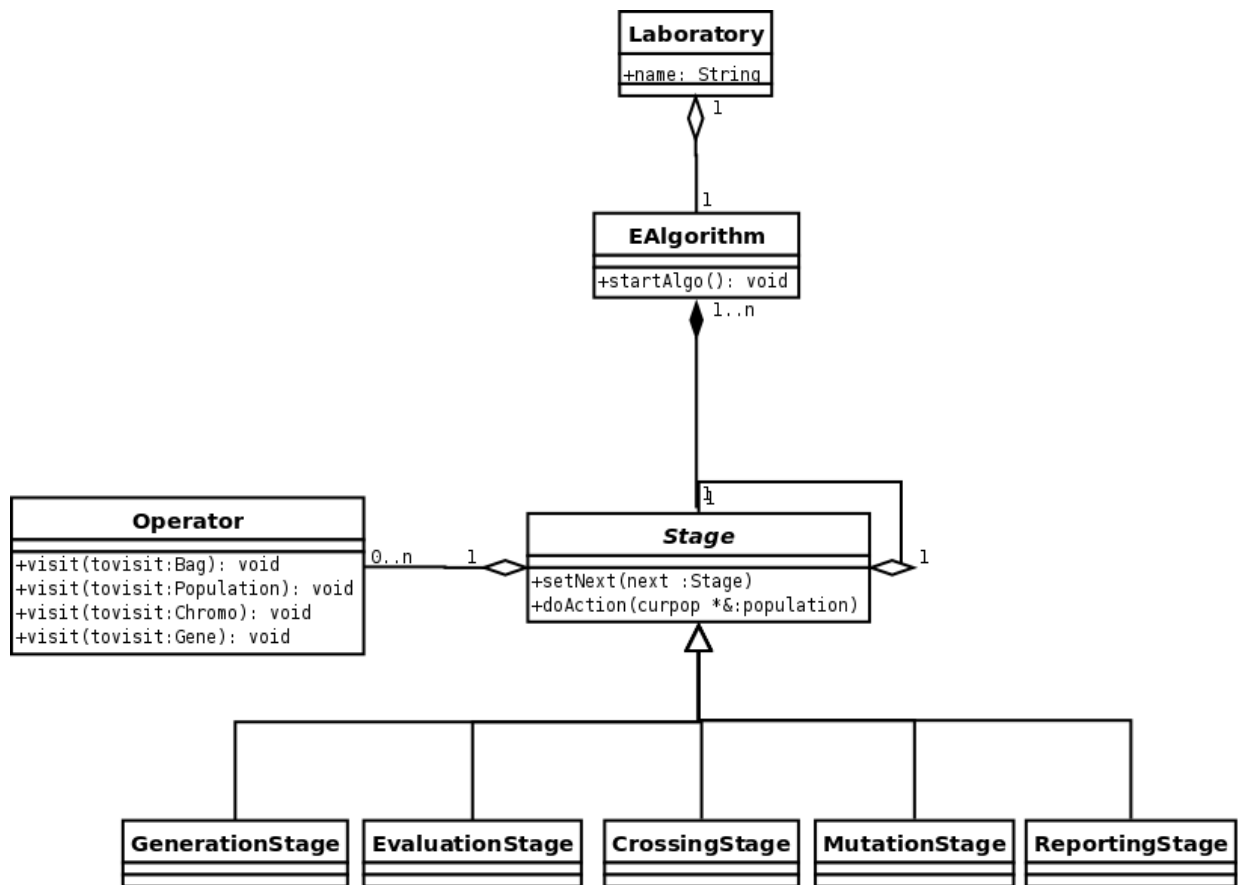 Laboratory
+name: String
1
1
EAlgorithm
+startAlgo(): void
1..n
1
1
Operator
+visit(tovisit:Bag): void
+visit(tovisit:Population): void
+visit(tovisit:Chromo): void
+visit(tovisit:Gene): void
0..n
1
Stage
+setNext(next :Stage)
+doAction(curpop *&:population)
1
GenerationStage
EvaluationStage
CrossingStage
MutationStage
ReportingStage